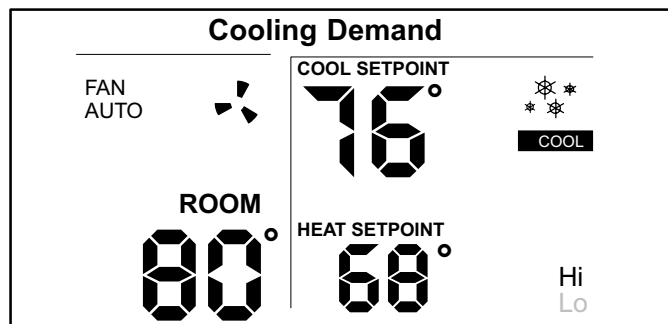 Cooling Demand
FAN
AUTO
COOL SETPOINT
76°
COOL
ROOM
80°
HEAT SETPOINT
68°
Hi
Lo